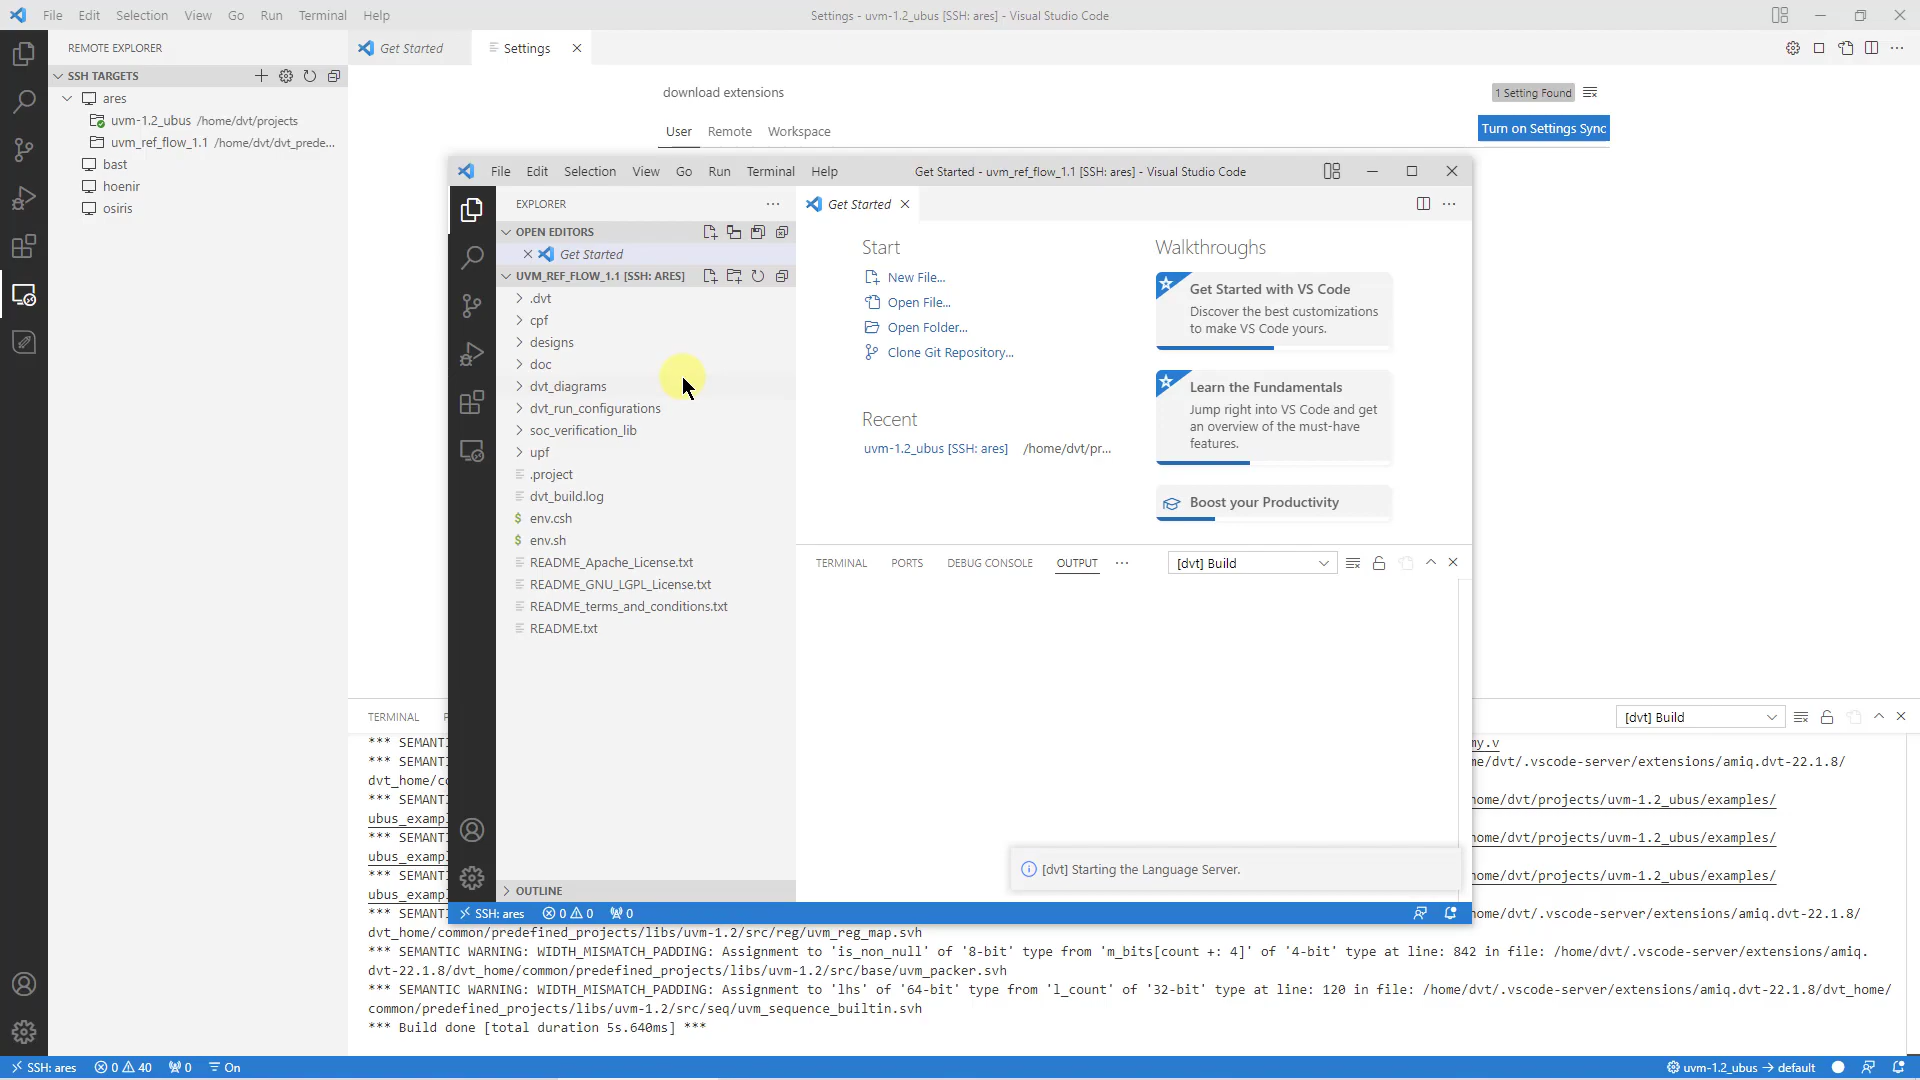 File Edit Selection View Go Run Terminal Help
Settings - uvm-1.2_ubus [SSH: ares] - Visual Studio Code
REMOTE EXPLORER
SSH TARGETS
ares
uvm-1.2_ubus /home/dvt/projects
uvm_ref_flow_1.1 /home/dvt/dvt_prede...
bast
hoenir
osiris
Get Started
Settings
download extensions
1 Setting Found
User Remote Workspace
Turn on Settings Sync
File Edit Selection View Go Run Terminal Help
Get Started - uvm_ref_flow_1.1 [SSH: ares] - Visual Studio Code
EXPLORER
OPEN EDITORS
Get Started
UVM_REF_FLOW_1.1 [SSH: ARES]
.dvt
cpf
designs
doc
dvt_diagrams
dvt_run_configurations
soc_verification_lib
upf
.project
dvt_build.log
$ env.csh
$ env.sh
README_Apache_License.txt
README_GNU_LGPL_License.txt
README_terms_and_conditions.txt
README.txt
OUTLINE
Get Started
Start
New File...
Open File...
Open Folder...
Clone Git Repository...
Recent
uvm-1.2_ubus [SSH: ares] /home/dvt/pr...
Walkthroughs
Get Started with VS Code
Discover the best customizations
to make VS Code yours.
Learn the Fundamentals
Jump right into VS Code and get
an overview of the must-have
features.
Boost your Productivity
TERMINAL PORTS DEBUG CONSOLE OUTPUT
[dvt] Build
[dvt] Starting the Language Server.
SSH: ares 0 0 0
TERMINAL
[dvt] Build
*** SEMANTI my.v
*** SEMANTI me/dvt/.vscode-server/extensions/amiq.dvt-22.1.8/
dvt_home/co
*** SEMANTI home/dvt/projects/uvm-1.2_ubus/examples/
ubus_exampl
*** SEMANTI home/dvt/projects/uvm-1.2_ubus/examples/
ubus_exampl
*** SEMANTI home/dvt/projects/uvm-1.2_ubus/examples/
ubus_exampl
*** SEMANTI home/dvt/.vscode-server/extensions/amiq.dvt-22.1.8/
dvt_home/common/predefined_projects/libs/uvm-1.2/src/reg/uvm_reg_map.svh
*** SEMANTIC WARNING: WIDTH_MISMATCH_PADDING: Assignment to 'is_non_null' of '8-bit' type from 'm_bits[count +: 4]' of '4-bit' type at line: 842 in file: /home/dvt/.vscode-server/extensions/amiq.
dvt-22.1.8/dvt_home/common/predefined_projects/libs/uvm-1.2/src/base/uvm_packer.svh
*** SEMANTIC WARNING: WIDTH_MISMATCH_PADDING: Assignment to 'lhs' of '64-bit' type from 'l_count' of '32-bit' type at line: 120 in file: /home/dvt/.vscode-server/extensions/amiq.dvt-22.1.8/dvt_home/
common/predefined_projects/libs/uvm-1.2/src/seq/uvm_sequence_builtin.svh
*** Build done [total duration 5s.640ms] ***
SSH: ares 0 40 0 On
uvm-1.2_ubus → default